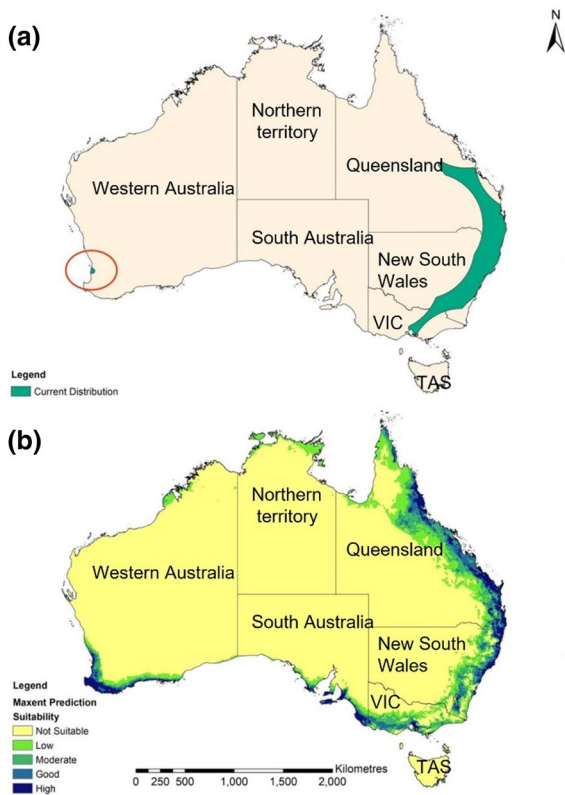 (a)
N
Northern
territory
Queensland
Western Australia
South Australia
New South
Wales
VIC
TAS
Legend
Current Distribution
(b)
Northern
territory
Queensland
Western Australia
South Australia
New South
Wales
VIC
TAS
Legend
Maxent Prediction
Suitability
Not Suitable
Low
Moderate
Good
High
Kilometres
0 250 500 1,000 1,500 2,000